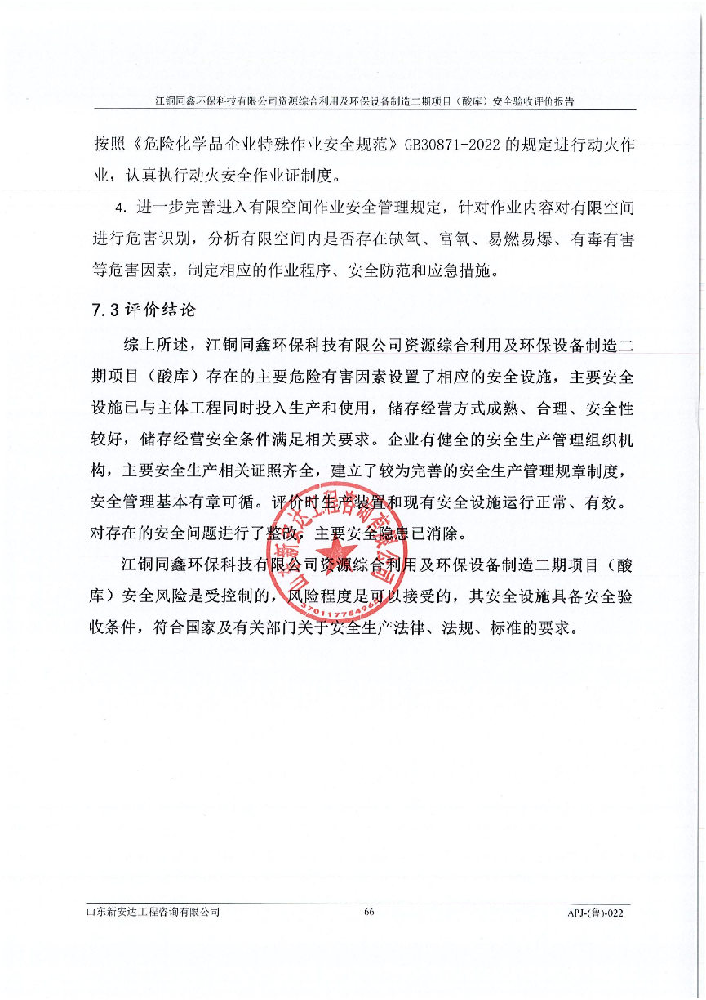 江铜同鑫环保科技有限公司资源综合利用及环保设备制造二期项目（酸库）安全验收评价报告
按照《危险化学品企业特殊作业安全规范》GB30871-2022 的规定进行动火作
业，认真执行动火安全作业证制度。
4. 进一步完善进入有限空间作业安全管理规定，针对作业内容对有限空间
进行危害识别，分析有限空间内是否存在缺氧、富氧、易燃易爆、有毒有害
等危害因素，制定相应的作业程序、安全防范和应急措施。
7.3 评价结论
综上所述，江铜同鑫环保科技有限公司资源综合利用及环保设备制造二
期项目（酸库）存在的主要危险有害因素设置了相应的安全设施，主要安全
设施已与主体工程同时投入生产和使用，储存经营方式成熟、合理、安全性
较好，储存经营安全条件满足相关要求。企业有健全的安全生产管理组织机
构，主要安全生产相关证照齐全，建立了较为完善的安全生产管理规章制度，
安全管理基本有章可循。评价时生产装置和现有安全设施运行正常、有效。
对存在的安全问题进行了整改，主要安全隐患已消除。
江铜同鑫环保科技有限公司资源综合利用及环保设备制造二期项目（酸
库）安全风险是受控制的，风险程度是可以接受的，其安全设施具备安全验
收条件，符合国家及有关部门关于安全生产法律、法规、标准的要求。
山东新安达工程咨询有限公司
山东新安达工程咨询有限公司 66 APJ-(鲁)-022